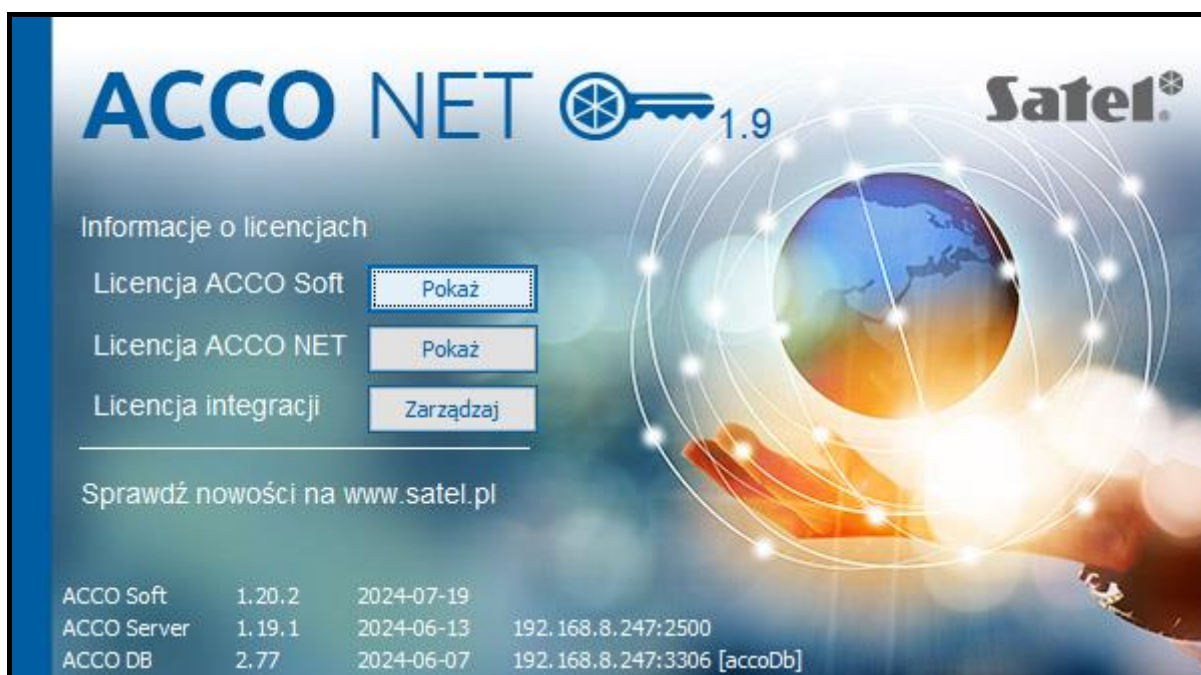 ACCO NET 1.9
Satel®
Informacje o licencjach
Licencja ACCO Soft Pokaż
Licencja ACCO NET Pokaż
Licencja integracji Zarządzaj
Sprawdź nowości na www.satel.pl
ACCO Soft 1.20.2 2024-07-19
ACCO Server 1.19.1 2024-06-13 192.168.8.247:2500
ACCO DB 2.77 2024-06-07 192.168.8.247:3306 [accoDb]